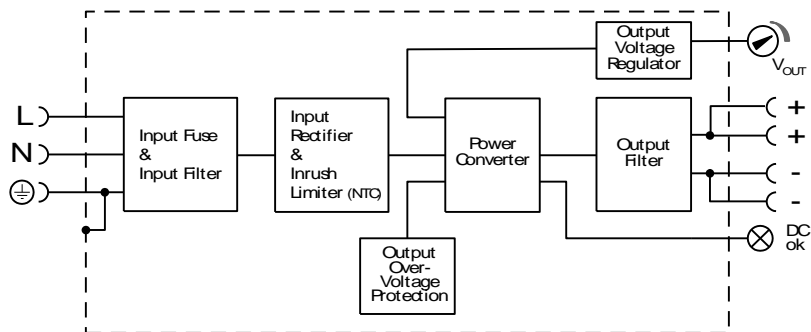 Output
Voltage
Regulator
V OUT
L
N
Input Fuse
&
Input Filter
Input
Rectifier
&
Inrush
Limiter (NTC)
Power
Converter
Output
Filter
+
+
-
-
Output
Over-
Voltage
Protection
DC
ok